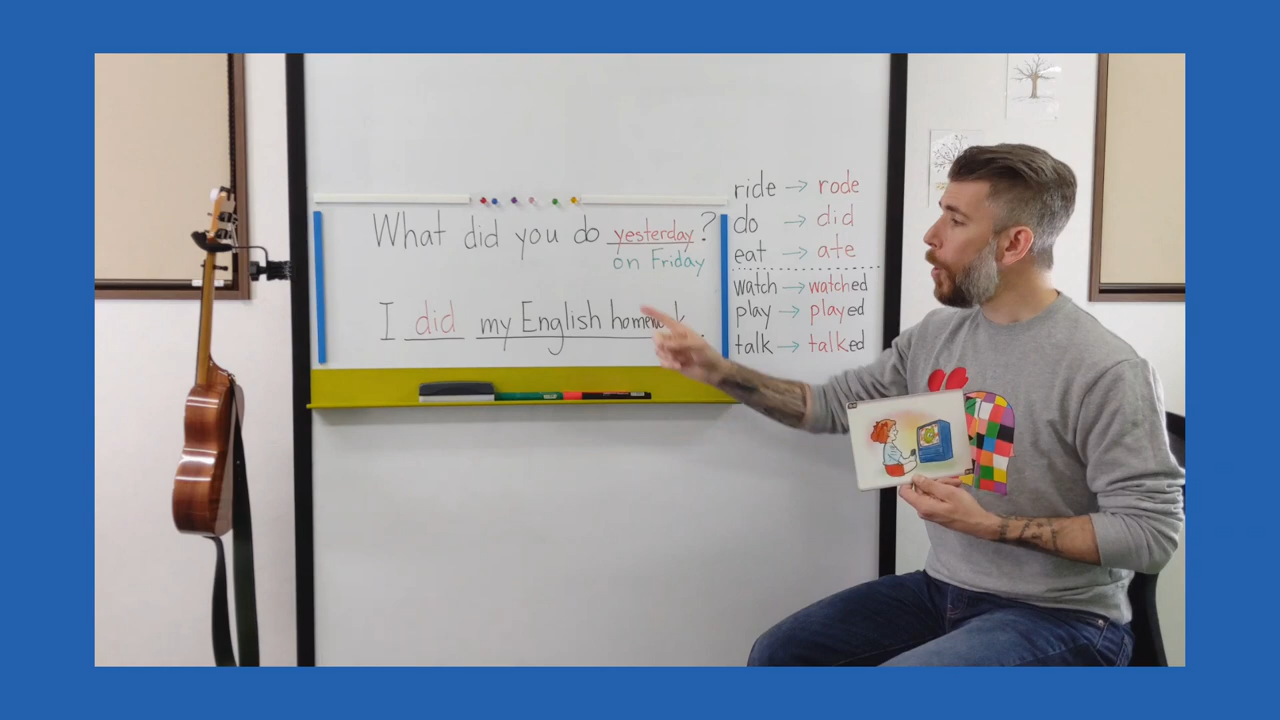 What did you do yesterday?
on Friday
I did my English homework.
ride → rode
do → did
eat → ate
watch → watched
play → played
talk → talked